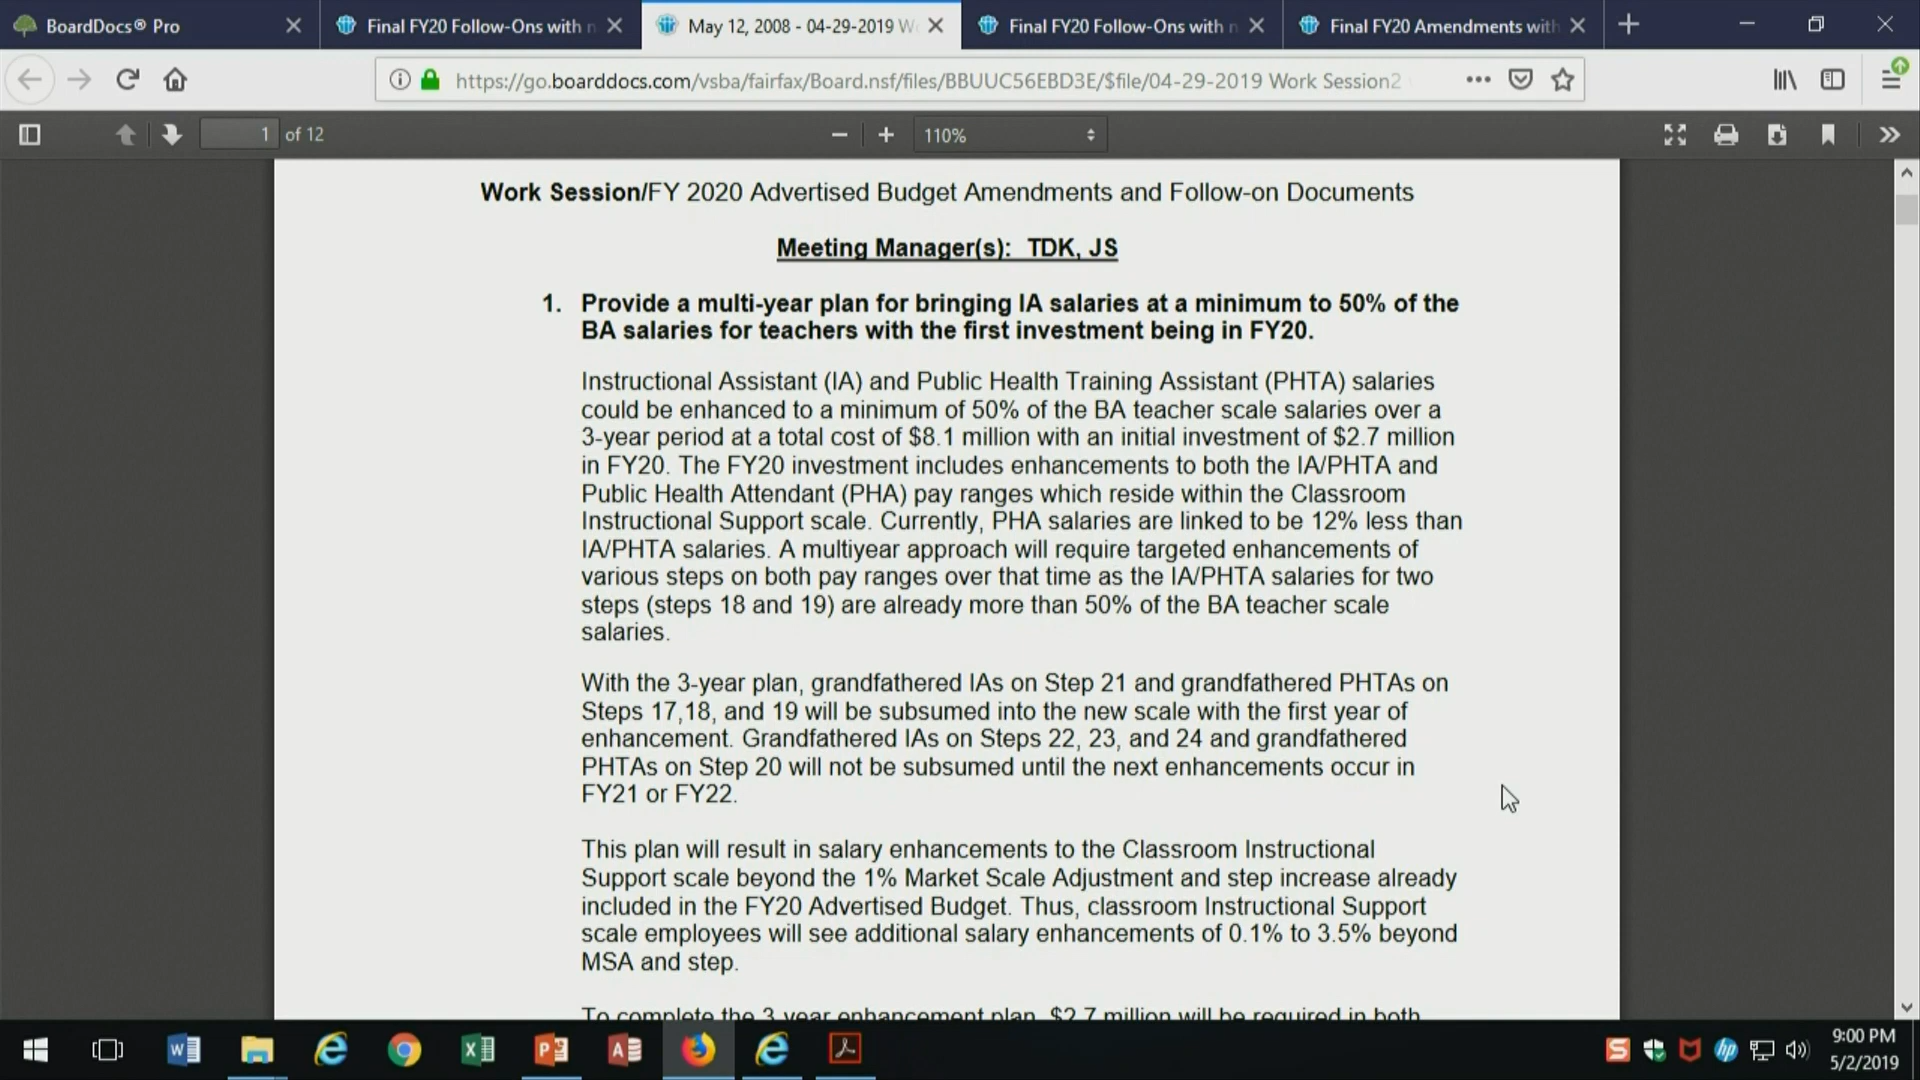 BoardDocs® Pro
Final FY20 Follow-Ons with n
May 12, 2008 - 04-29-2019 W
Final FY20 Follow-Ons with n
Final FY20 Amendments with
https://go.boarddocs.com/vsba/fairfax/Board.nsf/files/BBUUC56EBD3E/$file/04-29-2019 Work Session2
1 of 12
110%
Work Session/FY 2020 Advertised Budget Amendments and Follow-on Documents
Meeting Manager(s): TDK, JS
1. Provide a multi-year plan for bringing IA salaries at a minimum to 50% of the
BA salaries for teachers with the first investment being in FY20.
Instructional Assistant (IA) and Public Health Training Assistant (PHTA) salaries
could be enhanced to a minimum of 50% of the BA teacher scale salaries over a
3-year period at a total cost of $8.1 million with an initial investment of $2.7 million
in FY20. The FY20 investment includes enhancements to both the IA/PHTA and
Public Health Attendant (PHA) pay ranges which reside within the Classroom
Instructional Support scale. Currently, PHA salaries are linked to be 12% less than
IA/PHTA salaries. A multiyear approach will require targeted enhancements of
various steps on both pay ranges over that time as the IA/PHTA salaries for two
steps (steps 18 and 19) are already more than 50% of the BA teacher scale
salaries.
With the 3-year plan, grandfathered IAs on Step 21 and grandfathered PHTAs on
Steps 17,18, and 19 will be subsumed into the new scale with the first year of
enhancement. Grandfathered IAs on Steps 22, 23, and 24 and grandfathered
PHTAs on Step 20 will not be subsumed until the next enhancements occur in
FY21 or FY22.
This plan will result in salary enhancements to the Classroom Instructional
Support scale beyond the 1% Market Scale Adjustment and step increase already
included in the FY20 Advertised Budget. Thus, classroom Instructional Support
scale employees will see additional salary enhancements of 0.1% to 3.5% beyond
MSA and step.
To complete the 3 year enhancement plan, $2.7 million will be required in both
9:00 PM
5/2/2019